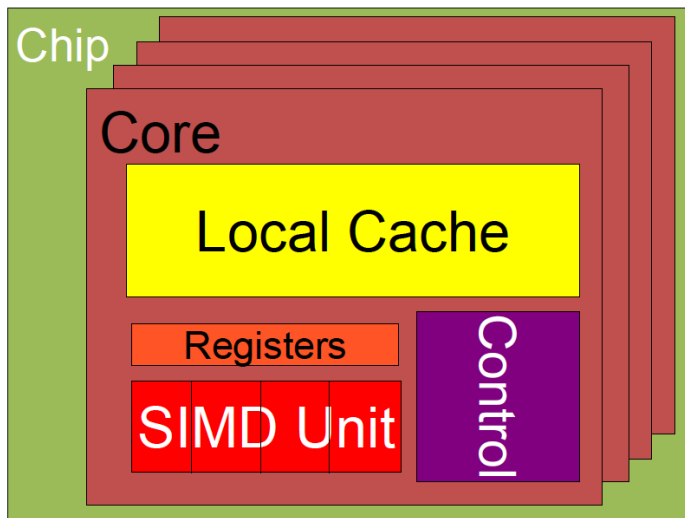 Chip
Core
Local Cache
Registers
Control
SIMD Unit